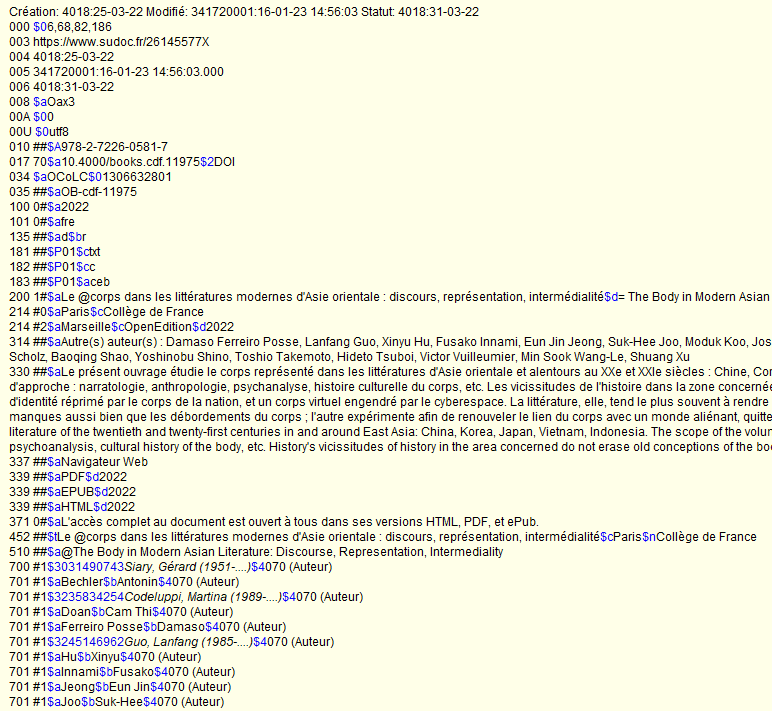 Création: 4018:25-03-22 Modifié: 341720001:16-01-23 14:56:03 Statut: 4018:31-03-22
000 $06,68,82,186
003 https://www.sudoc.fr/26145577X
004 4018:25-03-22
005 341720001:16-01-23 14:56:03.000
006 4018:31-03-22
008 $aOax3
00A $00
00U $0utf8
010 ##$A978-2-7226-0581-7
017 70$a10.4000/books.cdf.11975$2DOI
034 $aOCoLC$01306632801
035 ##$aOB-cdf-11975
100 0#$a2022
101 0#$afre
135 ##$ad$br
181 ##$P01$ctxt
182 ##$P01$cc
183 ##$P01$aceb
200 1#$aLe @corps dans les littératures modernes d'Asie orientale : discours, représentation, intermédialité$d= The Body in Modern Asian
214 #0$aParis$cCollège de France
214 #2$aMarseille$cOpenEdition$d2022
314 ##$aAutre(s) auteur(s) : Damaso Ferreiro Posse, Lanfang Guo, Xinyu Hu, Fusako Innami, Eun Jin Jeong, Suk-Hee Joo, Moduk Koo, Jos
Scholz, Baoqing Shao, Yoshinobu Shino, Toshio Takemoto, Hideto Tsuboi, Victor Vuilleumier, Min Sook Wang-Le, Shuang Xu
330 ##$aLe présent ouvrage étudie le corps représenté dans les littératures d'Asie orientale et alentours au XXe et XXIe siècles : Chine, Cor
d'approche : narratologie, anthropologie, psychanalyse, histoire culturelle du corps, etc. Les vicissitudes de l'histoire dans la zone concernée
d'identité réprimé par le corps de la nation, et un corps virtuel engendré par le cyberespace. La littérature, elle, tend le plus souvent à rendre
manques aussi bien que les débordements du corps ; l'autre expérimente afin de renouveler le lien du corps avec un monde aliénant, quitte
literature of the twentieth and twenty-first centuries in and around East Asia: China, Korea, Japan, Vietnam, Indonesia. The scope of the volum
psychoanalysis, cultural history of the body, etc. History's vicissitudes of history in the area concerned do not erase old conceptions of the bo
337 ##$aNavigateur Web
339 ##$aPDF$d2022
339 ##$aEPUB$d2022
339 ##$aHTML$d2022
371 0#$aL'accès complet au document est ouvert à tous dans ses versions HTML, PDF, et ePub.
452 ##$tLe @corps dans les littératures modernes d'Asie orientale : discours, représentation, intermédialité$cParis$nCollège de France
510 ##$a@The Body in Modern Asian Literature: Discourse, Representation, Intermediality
700 #1$3031490743Siary, Gérard (1951-....)$4070 (Auteur)
701 #1$aBechler$bAntonin$4070 (Auteur)
701 #1$3235834254Codeluppi, Martina (1989-....)$4070 (Auteur)
701 #1$aDoan$bCam Thi$4070 (Auteur)
701 #1$aFerreiro Posse$bDamaso$4070 (Auteur)
701 #1$3245146962Guo, Lanfang (1985-....)$4070 (Auteur)
701 #1$aHu$bXinyu$4070 (Auteur)
701 #1$aInnami$bFusako$4070 (Auteur)
701 #1$aJeong$bEun Jin$4070 (Auteur)
701 #1$aJoo$bSuk-Hee$4070 (Auteur)